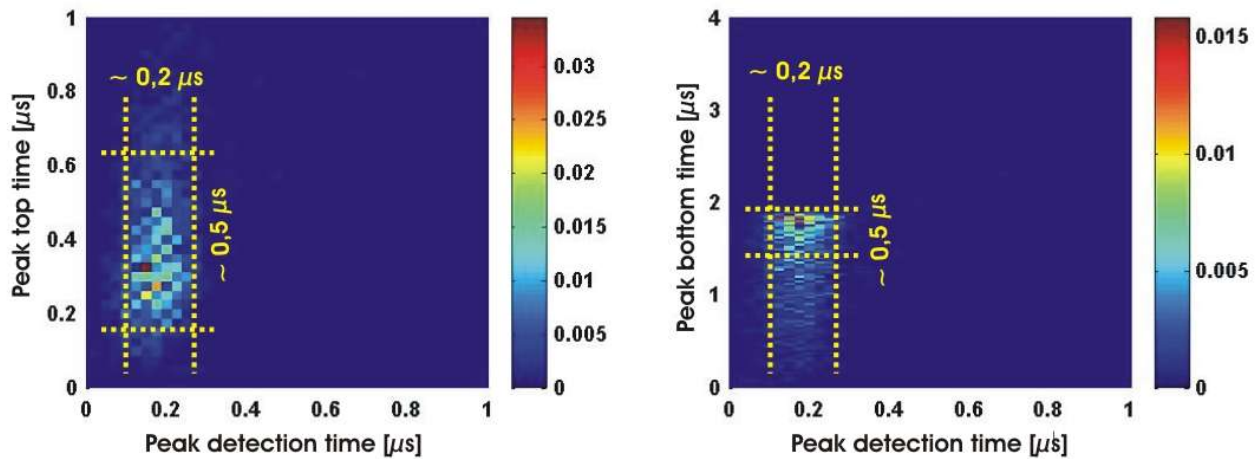 1
0.8
0.6
0.4
0.2
0
Peak top time [μs]
~ 0,2 μs
~ 0,5 μs
0 0.2 0.4 0.6 0.8 1
Peak detection time [μs]
0.03
0.025
0.02
0.015
0.01
0.005
0
4
3
2
1
0
Peak bottom time [μs]
~ 0,2 μs
~ 0,5 μs
0 0.2 0.4 0.6 0.8 1
Peak detection time [μs]
0.015
0.01
0.005
0